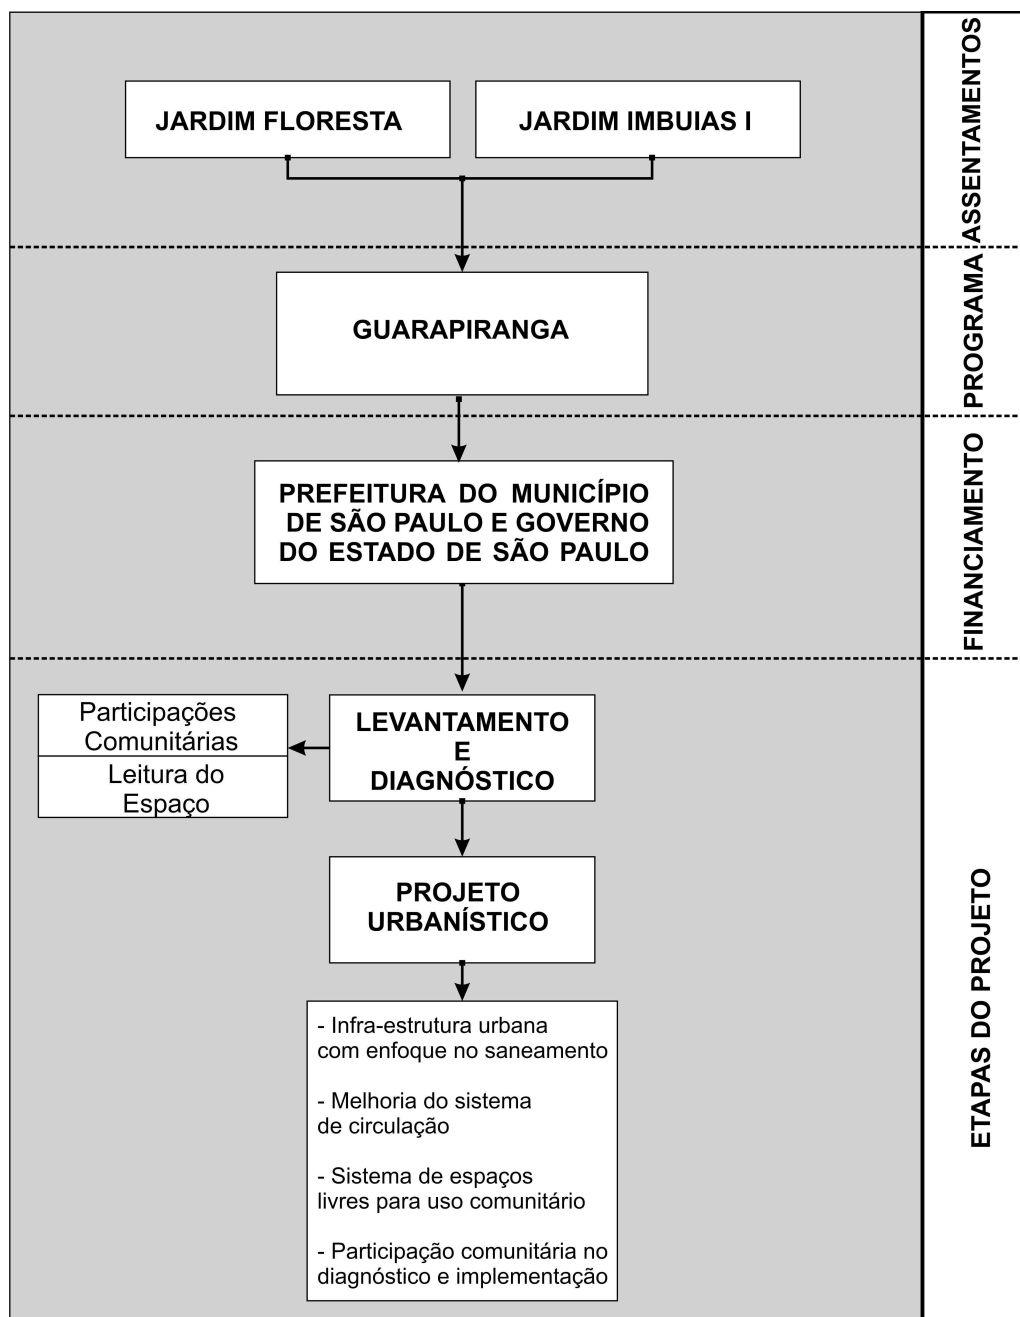 JARDIM FLORESTA
JARDIM IMBUIAS I
ASSENTAMENTOS
GUARAPIRANGA
PROGRAMA
PREFEITURA DO MUNICÍPIO
DE SÃO PAULO E GOVERNO
DO ESTADO DE SÃO PAULO
FINANCIAMENTO
Participações
Comunitárias
Leitura do
Espaço
LEVANTAMENTO
E
DIAGNÓSTICO
PROJETO
URBANÍSTICO
- Infra-estrutura urbana
com enfoque no saneamento
- Melhoria do sistema
de circulação
- Sistema de espaços
livres para uso comunitário
- Participação comunitária no
diagnóstico e implementação
ETAPAS DO PROJETO